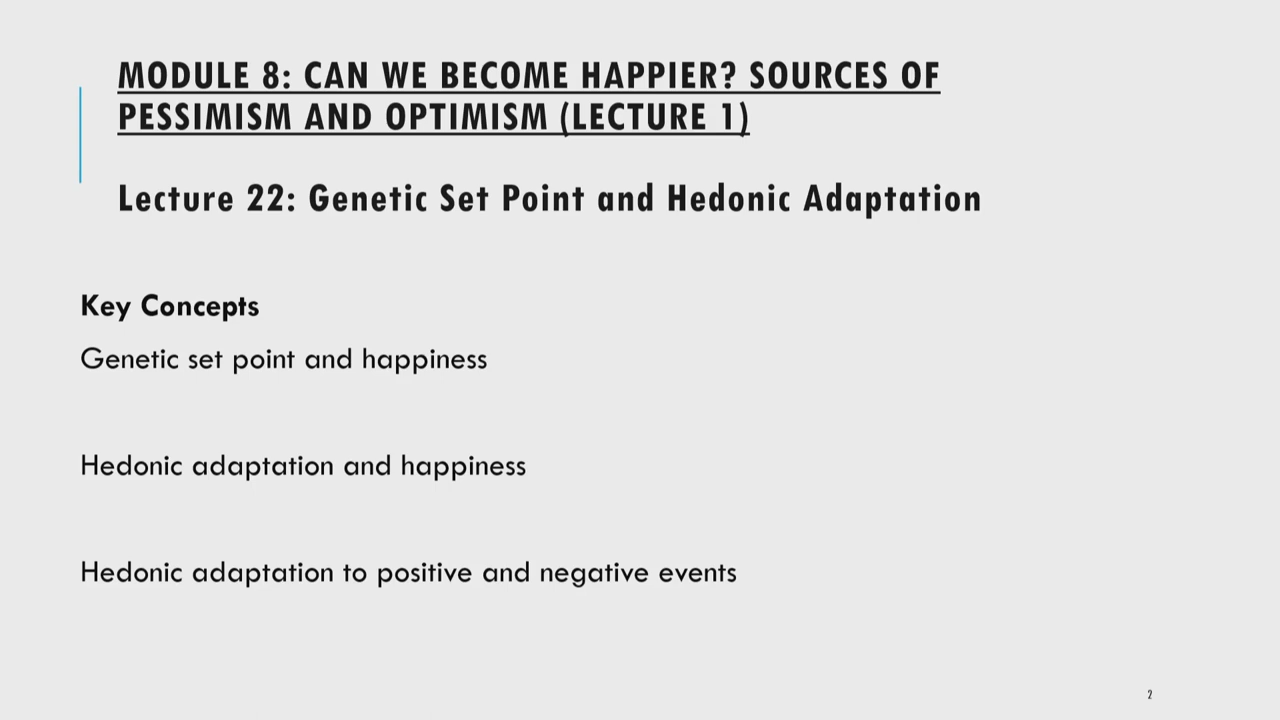 MODULE 8: CAN WE BECOME HAPPIER? SOURCES OF
PESSIMISM AND OPTIMISM (LECTURE 1)
Lecture 22: Genetic Set Point and Hedonic Adaptation
Key Concepts
Genetic set point and happiness
Hedonic adaptation and happiness
Hedonic adaptation to positive and negative events
2